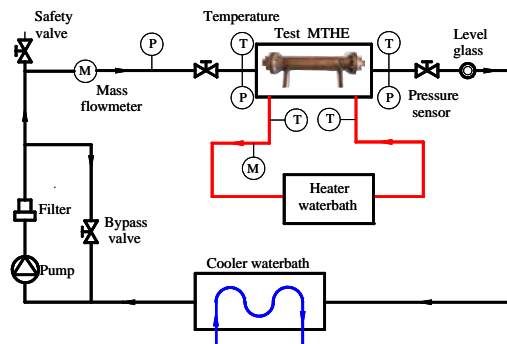 Safety
valve
Temperature
Test MTHE
Level
glass
P
T
T
M
Mass
flowmeter
P
P
Pressure
sensor
T
T
M
Heater
waterbath
Filter
Bypass
valve
Pump
Cooler waterbath